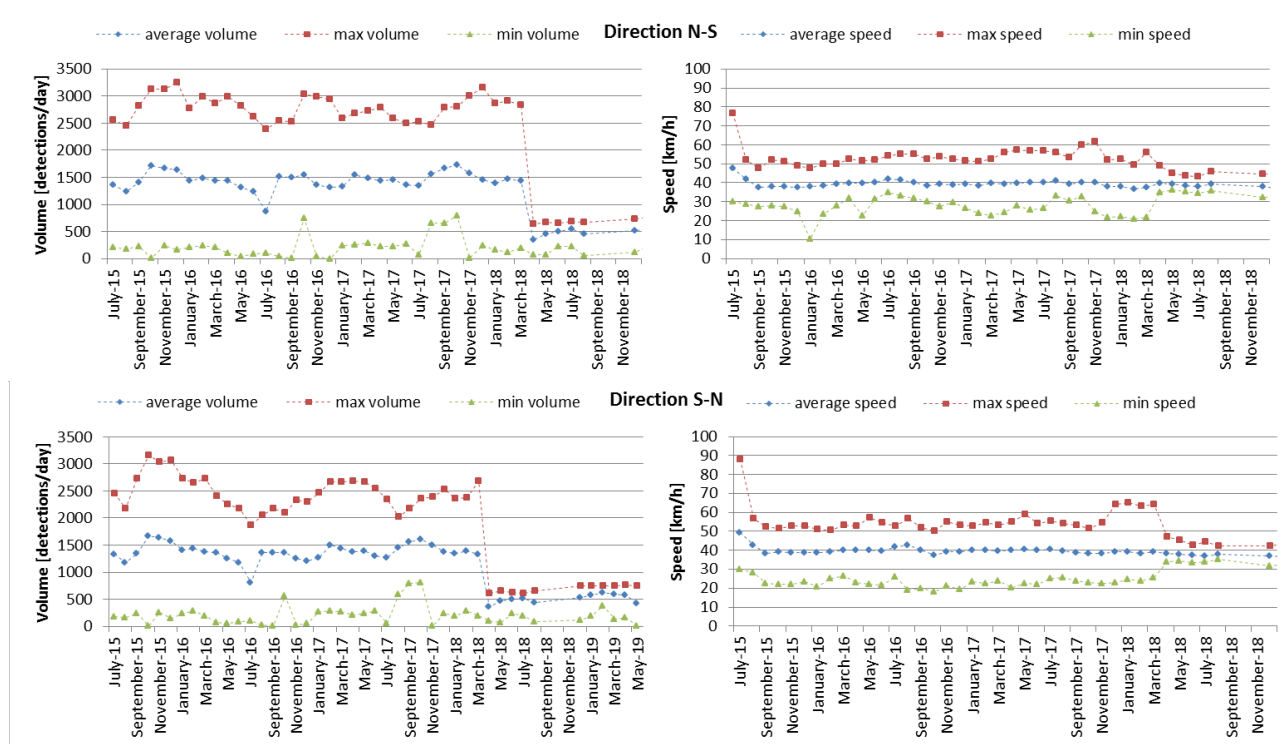 Direction N-S
average volume max volume min volume
average speed max speed min speed
Volume [detections/day]
3500
3000
2500
2000
1500
1000
500
0
July-15
September-15
November-15
January-16
March-16
May-16
July-16
September-16
November-16
January-17
March-17
May-17
July-17
September-17
November-17
January-18
March-18
May-18
July-18
September-18
November-18
Speed [km/h]
100
90
80
70
60
50
40
30
20
10
0
July-15
September-15
November-15
January-16
March-16
May-16
July-16
September-16
November-16
January-17
March-17
May-17
July-17
September-17
November-17
January-18
March-18
May-18
July-18
September-18
November-18
Direction S-N
average volume max volume min volume
average speed max speed min speed
Volume [detections/day]
3500
3000
2500
2000
1500
1000
500
0
July-15
September-15
November-15
January-16
March-16
May-16
July-16
September-16
November-16
January-17
March-17
May-17
July-17
September-17
November-17
January-18
March-18
May-18
July-18
September-18
November-18
January-19
March-19
May-19
Speed [km/h]
100
90
80
70
60
50
40
30
20
10
0
July-15
September-15
November-15
January-16
March-16
May-16
July-16
September-16
November-16
January-17
March-17
May-17
July-17
September-17
November-17
January-18
March-18
May-18
July-18
September-18
November-18